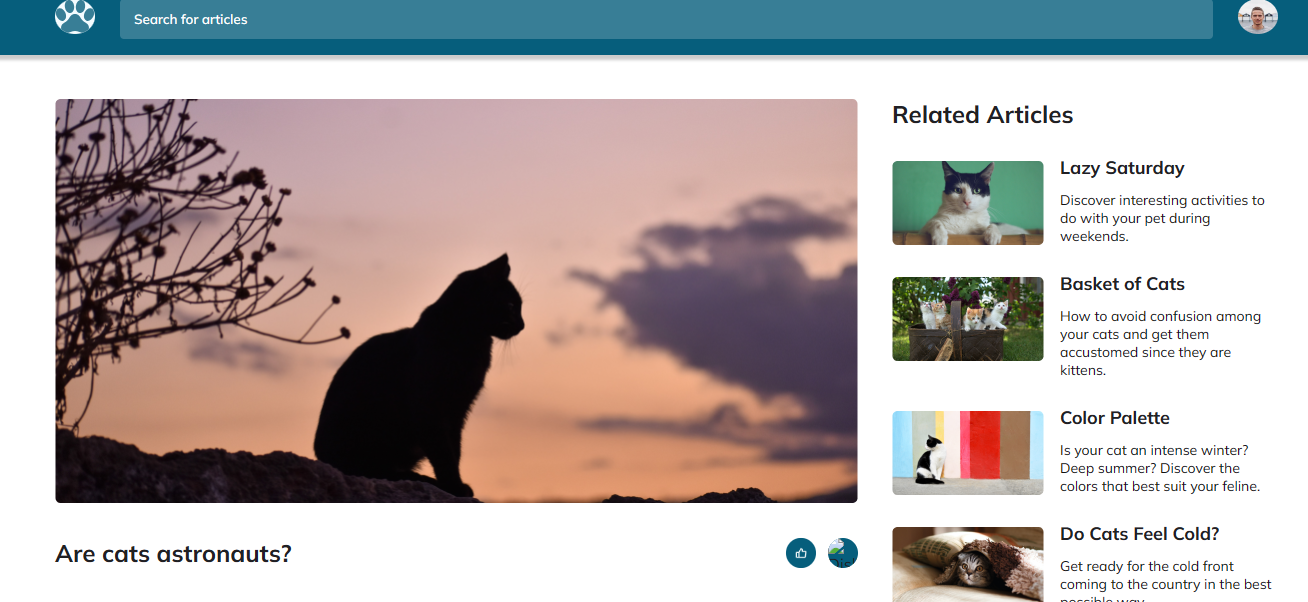 Search for articles
Related Articles
Lazy Saturday
Discover interesting activities to
do with your pet during
weekends.
Basket of Cats
How to avoid confusion among
your cats and get them
accustomed since they are
kittens.
Color Palette
Is your cat an intense winter?
Deep summer? Discover the
colors that best suit your feline.
Are cats astronauts?
Do Cats Feel Cold?
Get ready for the cold front
coming to the country in the best
possible way